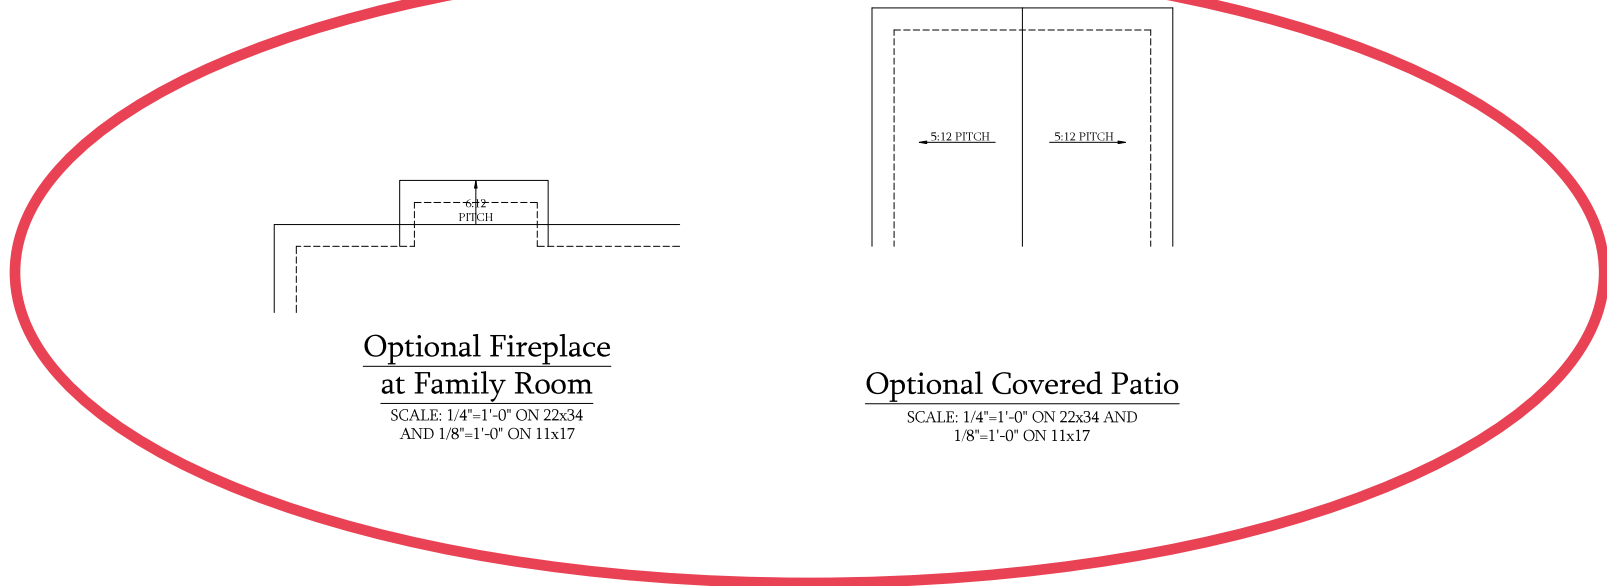 5:12 PITCH
5:12 PITCH
6:12
PITCH
Optional Fireplace
at Family Room
SCALE: 1/4"=1'-0" ON 22x34
AND 1/8"=1'-0" ON 11x17
Optional Covered Patio
SCALE: 1/4"=1'-0" ON 22x34 AND
1/8"=1'-0" ON 11x17